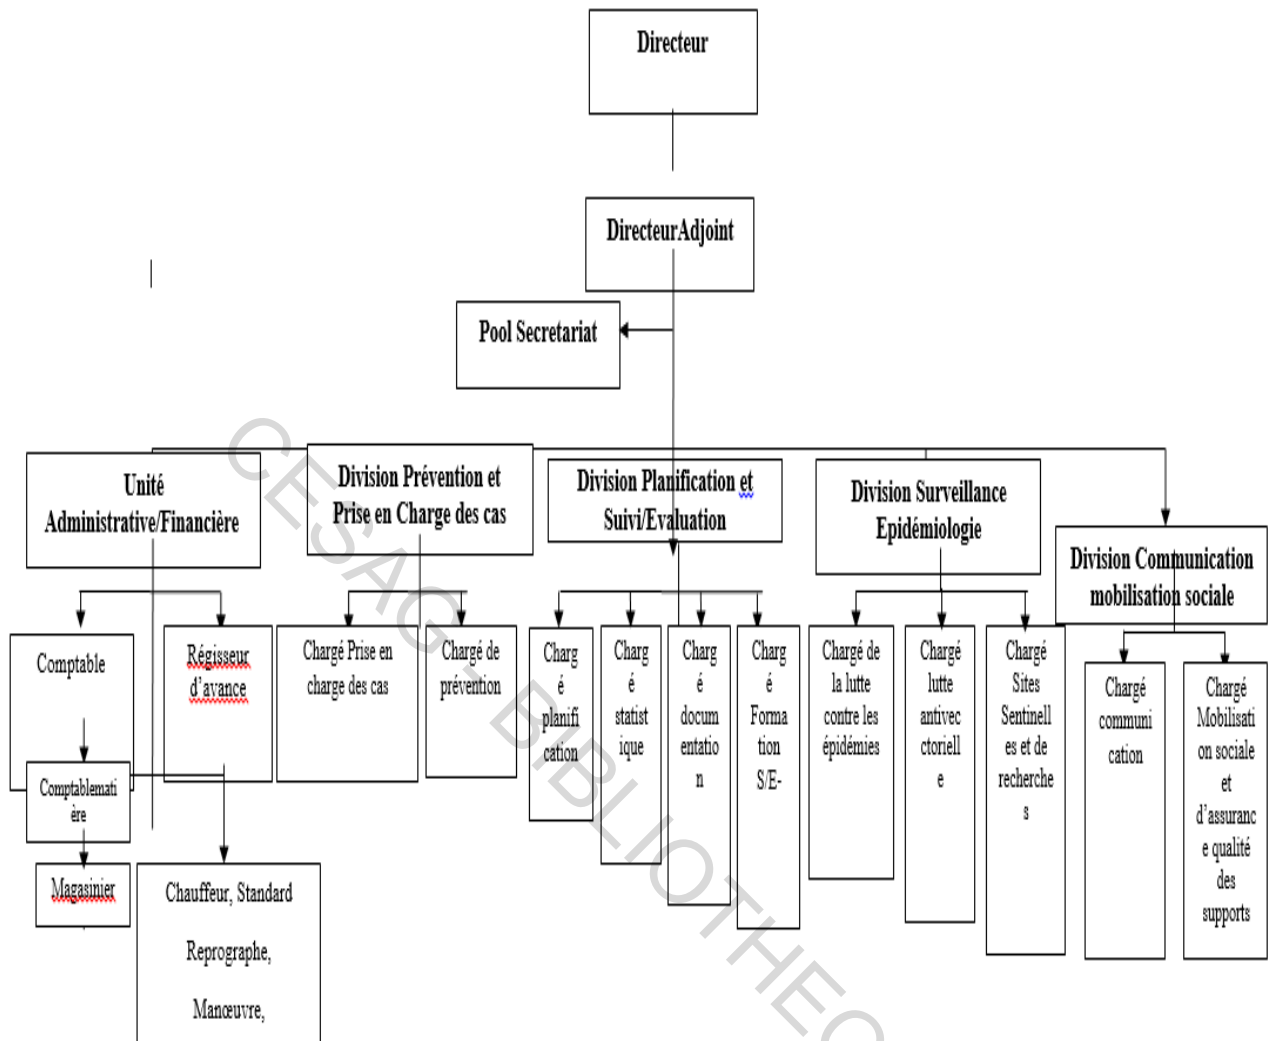 Directeur
DirecteurAdjoint
Pool Secretariat
Unité
Administrative/Financière
Division Prévention et
Prise en Charge des cas
Division Planification et
Suivi/Evaluation
Division Surveillance
Epidémiologie
Division Communication
mobilisation sociale
Comptable
Régisseur
d'avance
Chargé Prise en
charge des cas
Chargé de
prévention
Charg
é
planifi
cation
Charg
é
statist
ique
Charg
é
docum
entatio
n
Charg
é
Forma
tion
S/E-
Chargé de
la lutte
contre les
épidémies
Chargé
lutte
antivec
torielle
e
Chargé
Sites
Sentinell
es et de
recherche
s
Chargé
communi
cation
Chargé
Mobilisati
on sociale
et
d'assuranc
e qualité
des
supports
Comptablemati
ère
Magasinier
Chauffeur, Standard
Reprographe,
Manœuvre,
CESAG - BIBLIOTHEQ